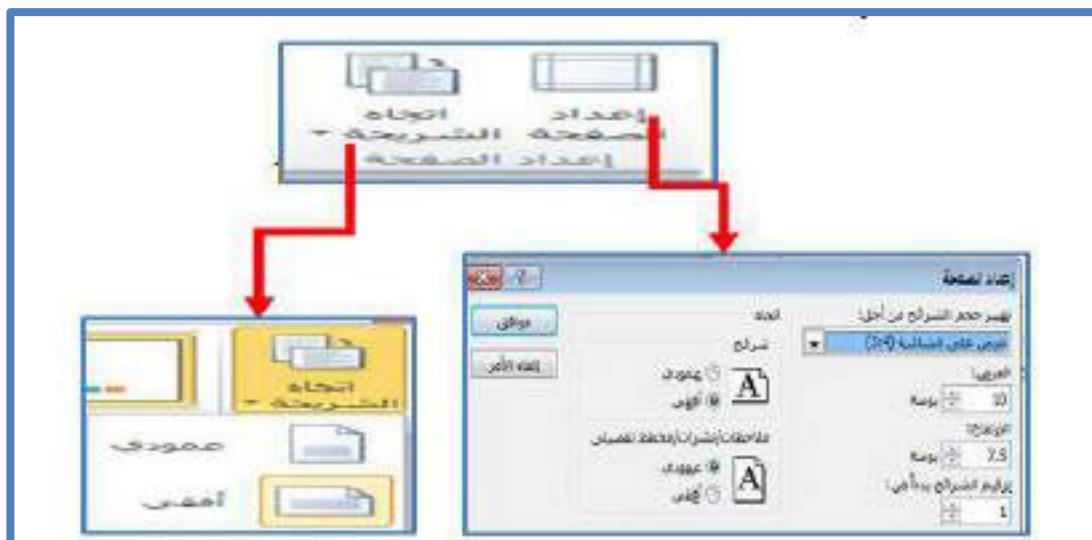 إعداد الصفحة
اتجاه الشريحة
إعداد الصفحة
إعداد الصفحة
تغيير حجم الشرائح من أجل:
عرض على الشاشة (4:3)
العرض:
10 بوصة
الارتفاع:
7.5 بوصة
ترقيم الشرائح بدءاً من:
1
اتجاه
شرائح
عمودي
أفقي
ملاحظات/نشرات/مخطط تفصيلي
عمودي
أفقي
موافق
إلغاء الأمر
اتجاه الشريحة
عمودي
أفقي